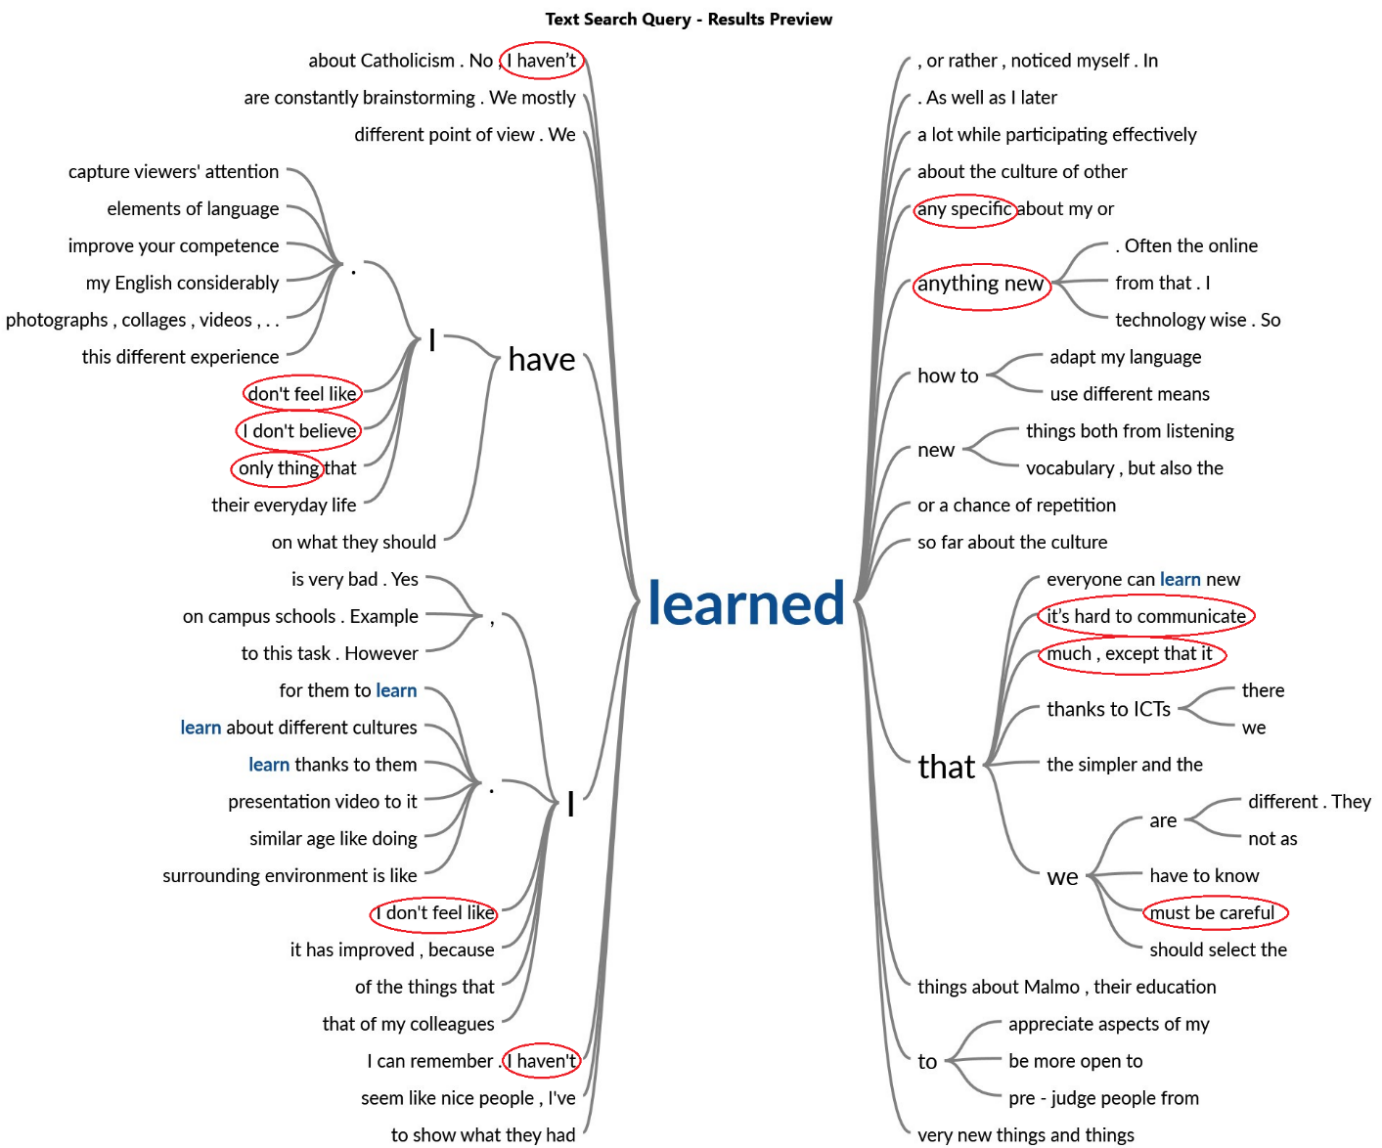 Text Search Query - Results Preview
about Catholicism . No , I haven't
are constantly brainstorming . We mostly
different point of view . We
capture viewers' attention
elements of language
improve your competence
my English considerably
photographs , collages , videos , . .
this different experience
.
don't feel like
I don't believe
only thing that
their everyday life
I
on what they should
have
is very bad . Yes
on campus schools . Example
to this task . However
,
for them to learn
learn about different cultures
learn thanks to them
presentation video to it
similar age like doing
surrounding environment is like
.
I don't feel like
it has improved , because
of the things that
that of my colleagues
I
I can remember . I haven't
seem like nice people , I've
to show what they had
learned
, or rather , noticed myself . In
. As well as I later
a lot while participating effectively
about the culture of other
any specific about my or
anything new
. Often the online
from that . I
technology wise . So
how to
adapt my language
use different means
new
things both from listening
vocabulary , but also the
or a chance of repetition
so far about the culture
that
everyone can learn new
it's hard to communicate
much , except that it
thanks to ICTs
there
we
the simpler and the
we
are
different . They
not as
have to know
must be careful
should select the
things about Malmo , their education
to
appreciate aspects of my
be more open to
pre - judge people from
very new things and things